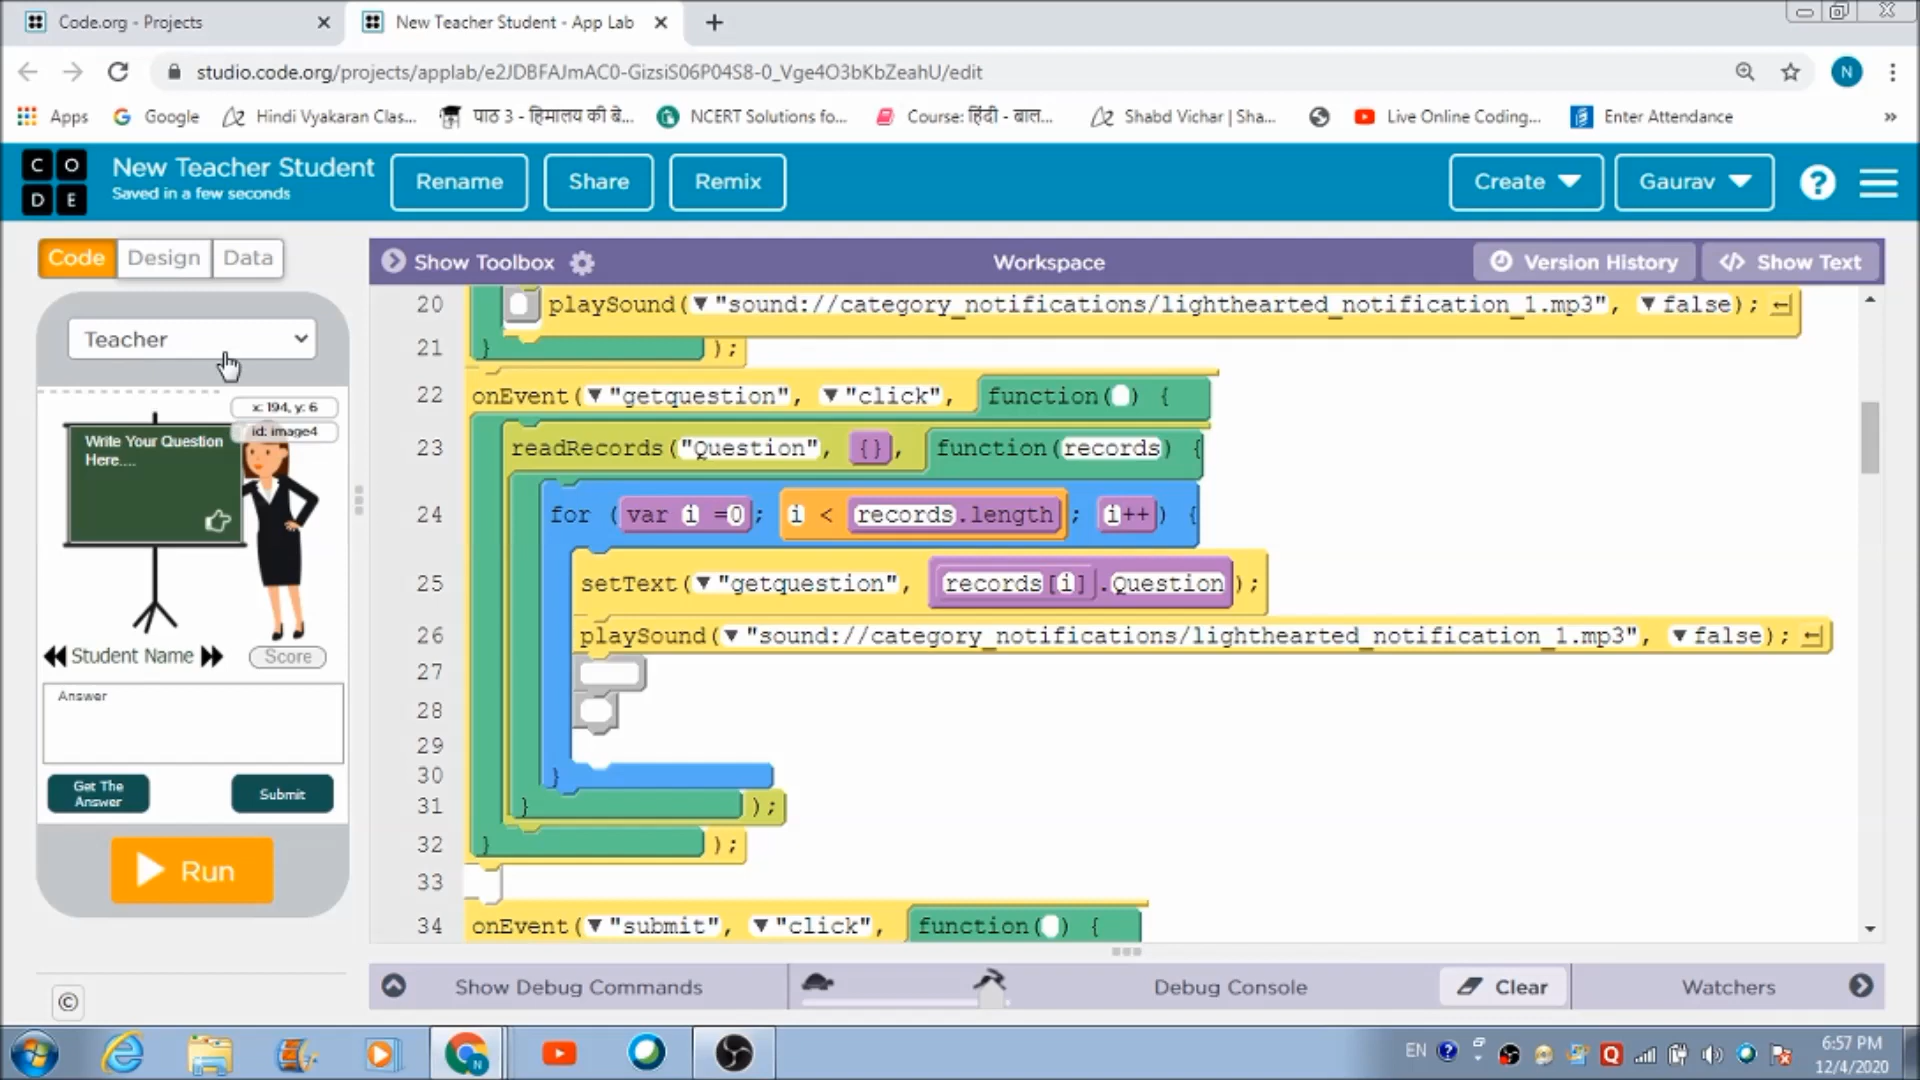 Code.org - Projects
New Teacher Student - App Lab
studio.code.org/projects/applab/e2JDBFAJmAC0-GizsiS06P04S8-0_Vge4O3bKbZeahU/edit
N
Apps
Google
Hindi Vyakaran Clas...
पाठ 3 - हिमालय की बे...
NCERT Solutions fo...
Course: हिंदी - बाल...
Shabd Vichar | Sha...
Live Online Coding...
Enter Attendance
»
C O
D E
New Teacher Student
Saved in a few seconds
Rename
Share
Remix
Create
Gaurav
?
Code
Design
Data
Show Toolbox
Workspace
Version History
</> Show Text
Teacher
x: 194, y: 6
id: image4
Write Your Question
Here....
Student Name
Score
Answer
Get The
Answer
Submit
Run
20 playSound("sound://category_notifications/lighthearted_notification_1.mp3", false);
21 } );
22 onEvent("getquestion", "click", function() {
23 readRecords("Question", {}, function(records) {
24 for (var i =0; i < records.length; i++) {
25 setText("getquestion", records[i].Question);
26 playSound("sound://category_notifications/lighthearted_notification_1.mp3", false);
27
28
29
30 }
31 } );
32 } );
33
34 onEvent("submit", "click", function() {
©
Show Debug Commands
Debug Console
Clear
Watchers
EN
6:57 PM
12/4/2020